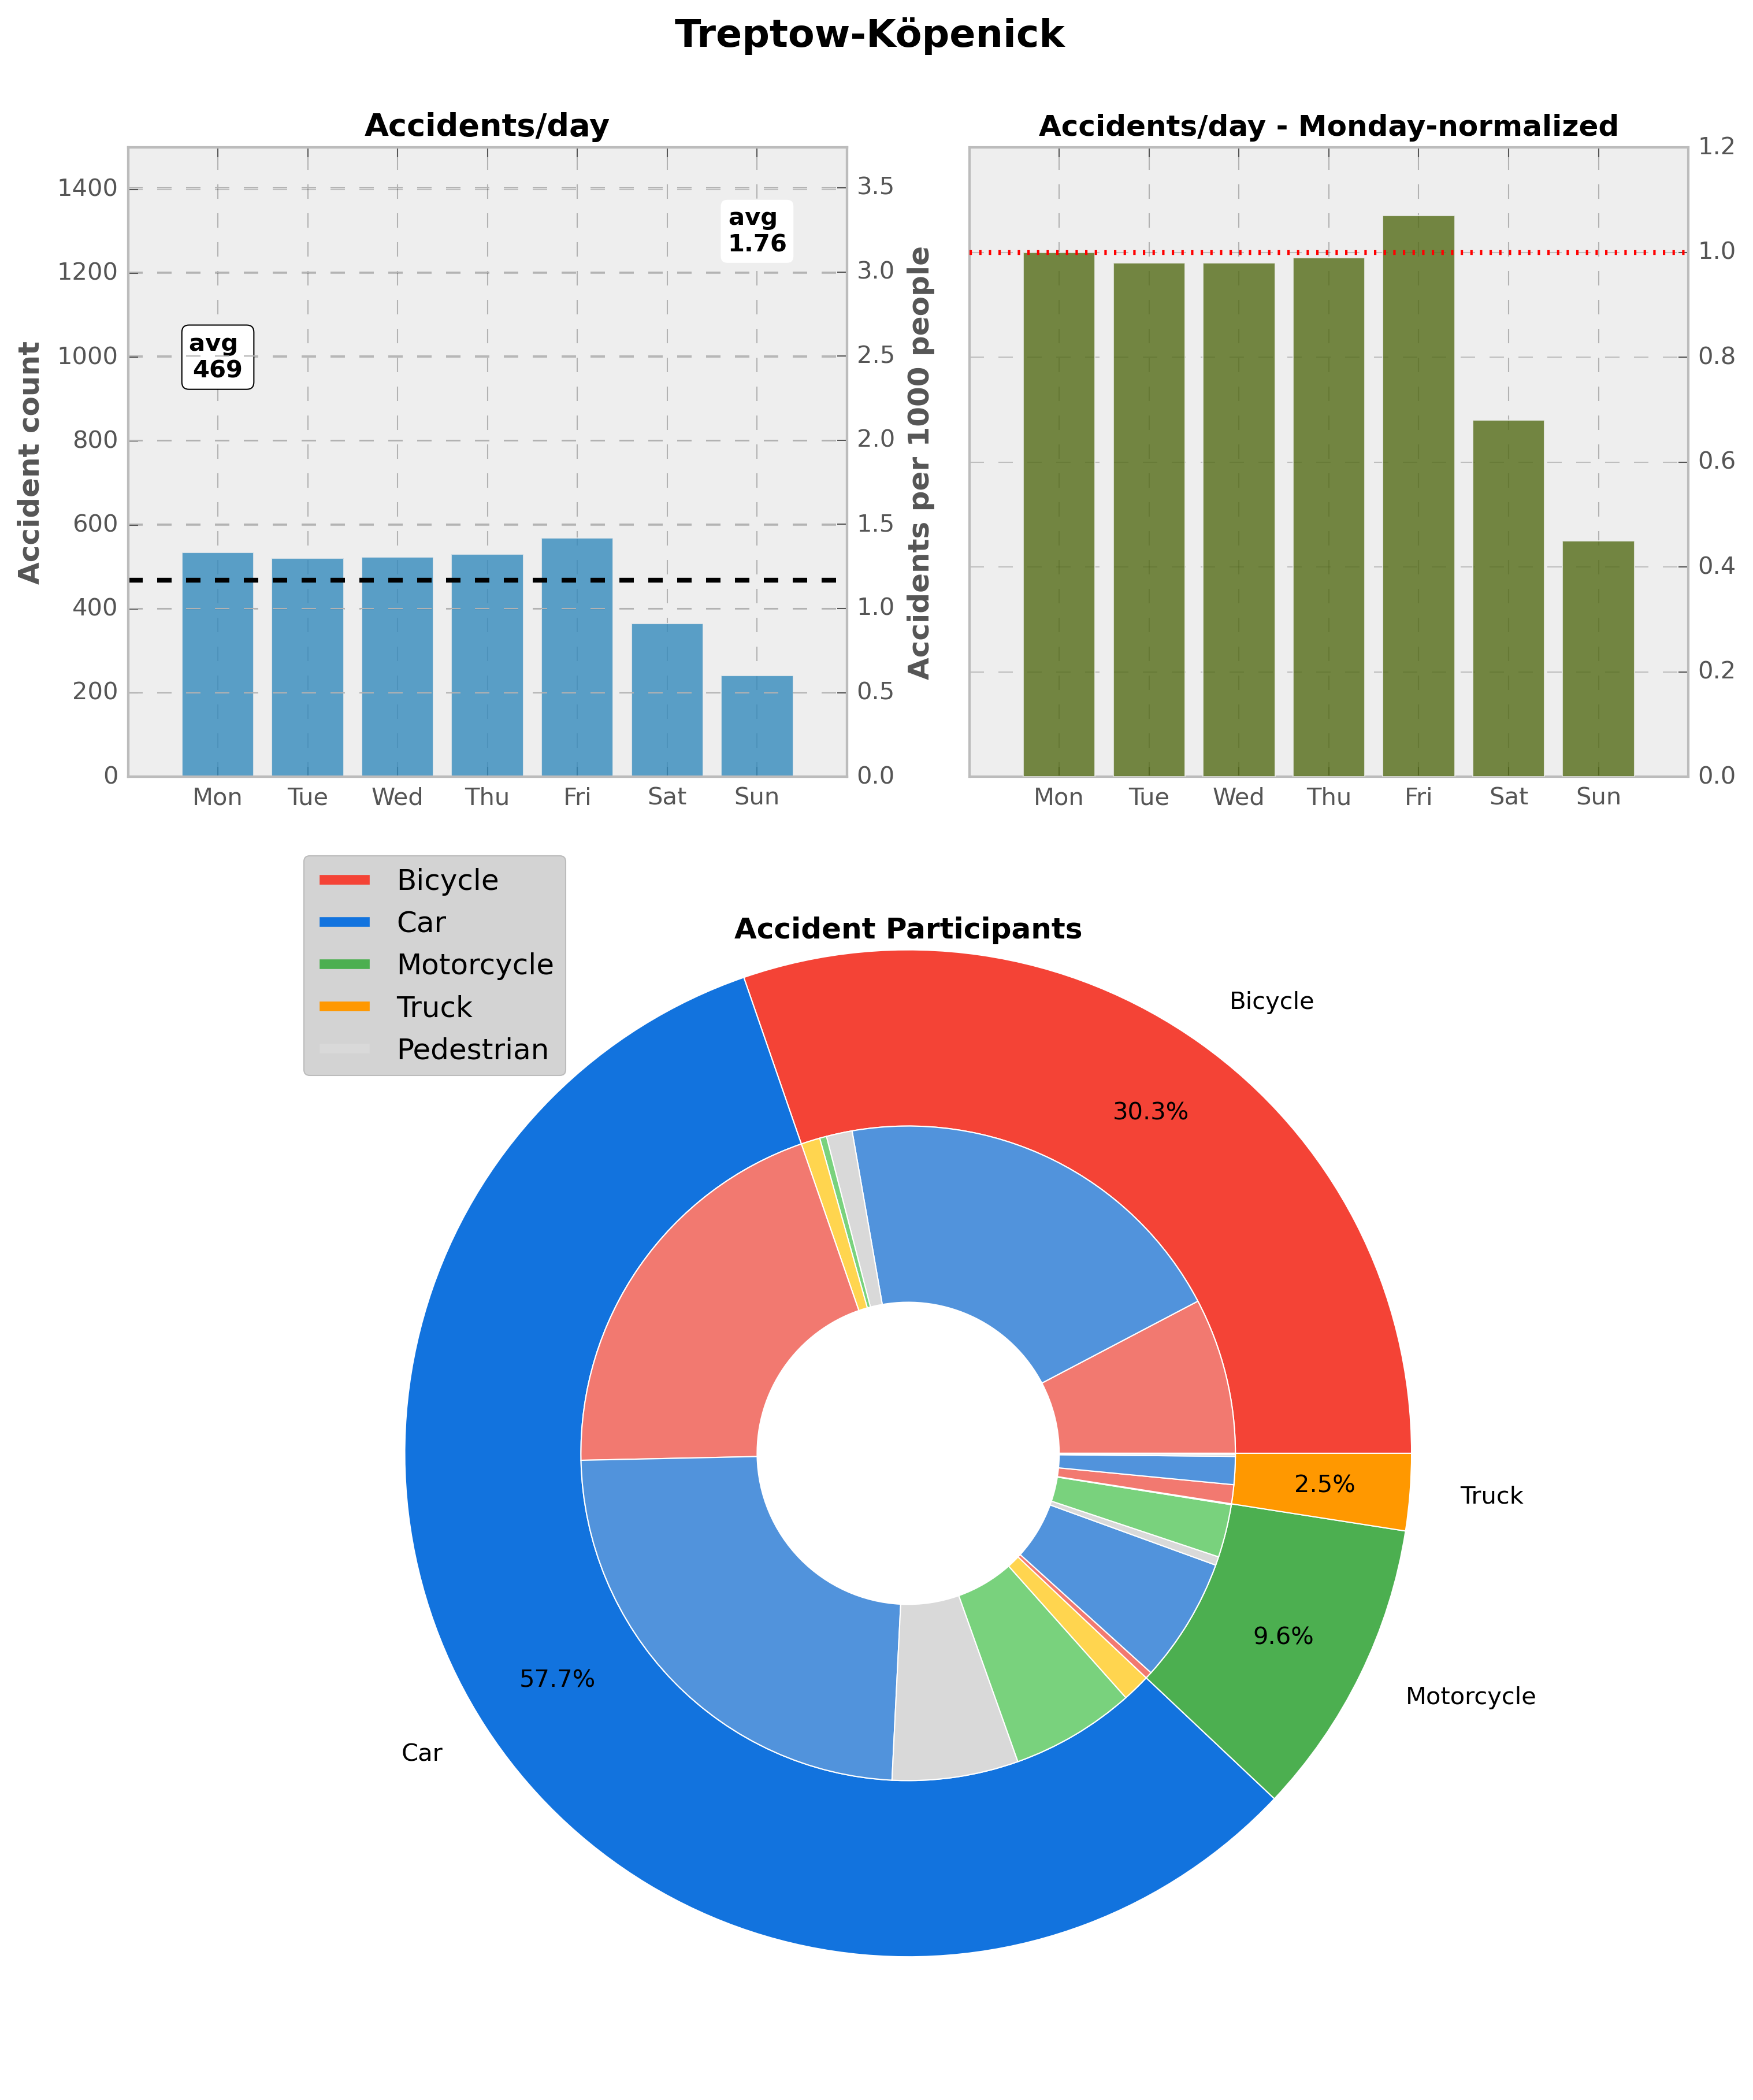 Treptow-Köpenick
Accidents/day
Accident count
1400
1200
1000
800
600
400
200
0
avg
469
avg
1.76
3.5
3.0
2.5
2.0
1.5
1.0
0.5
0.0
Accidents per 1000 people
Mon Tue Wed Thu Fri Sat Sun
Accidents/day - Monday-normalized
1.2
1.0
0.8
0.6
0.4
0.2
0.0
Mon Tue Wed Thu Fri Sat Sun
Bicycle
Car
Motorcycle
Truck
Pedestrian
Accident Participants
Bicycle
30.3%
2.5%
Truck
9.6%
Motorcycle
57.7%
Car